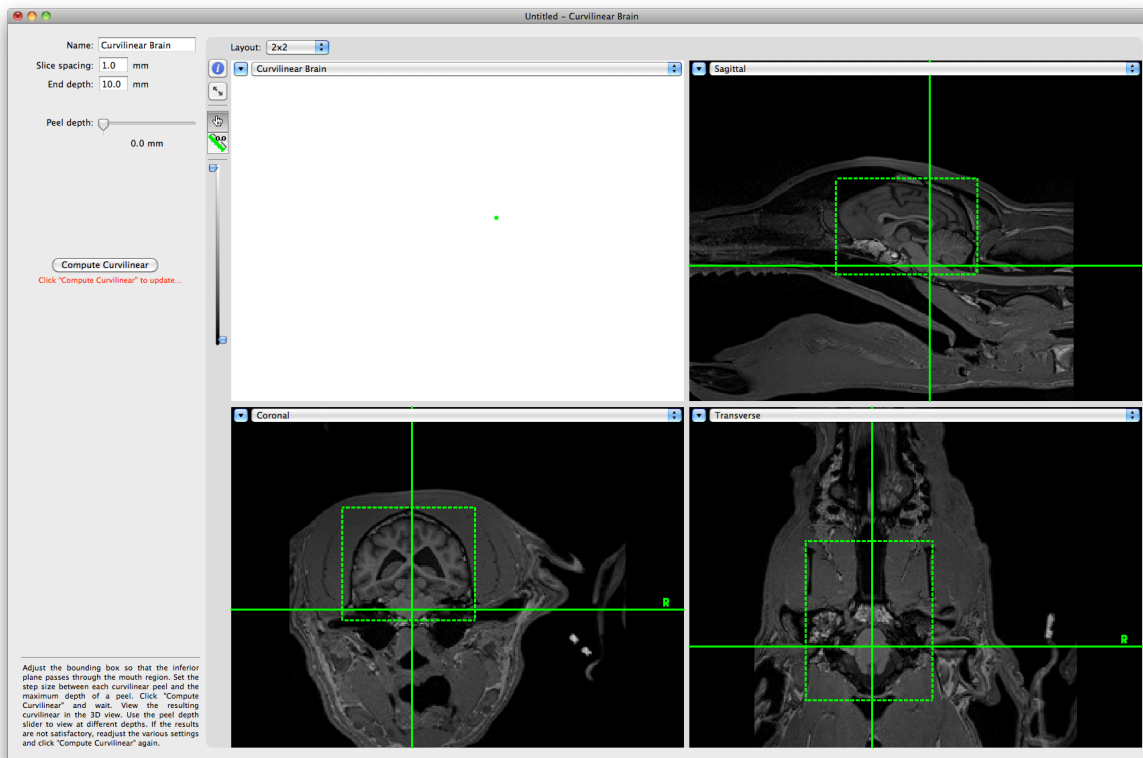 Untitled – Curvilinear Brain
Name: Curvilinear Brain
Slice spacing: 1.0 mm
End depth: 10.0 mm
Peel depth:
0.0 mm
Compute Curvilinear
Click "Compute Curvilinear" to update...
Adjust the bounding box so that the inferior
plane passes through the mouth region. Set the
step size between each curvilinear peel and the
maximum depth of a peel. Click "Compute
Curvilinear" and wait. View the resulting
curvilinear in the 3D view. Use the peel depth
slider to view at different depths. If the results
are not satisfactory, readjust the various settings
and click "Compute Curvilinear" again.
Layout: 2x2
Curvilinear Brain
Sagittal
Coronal
R
Transverse
R